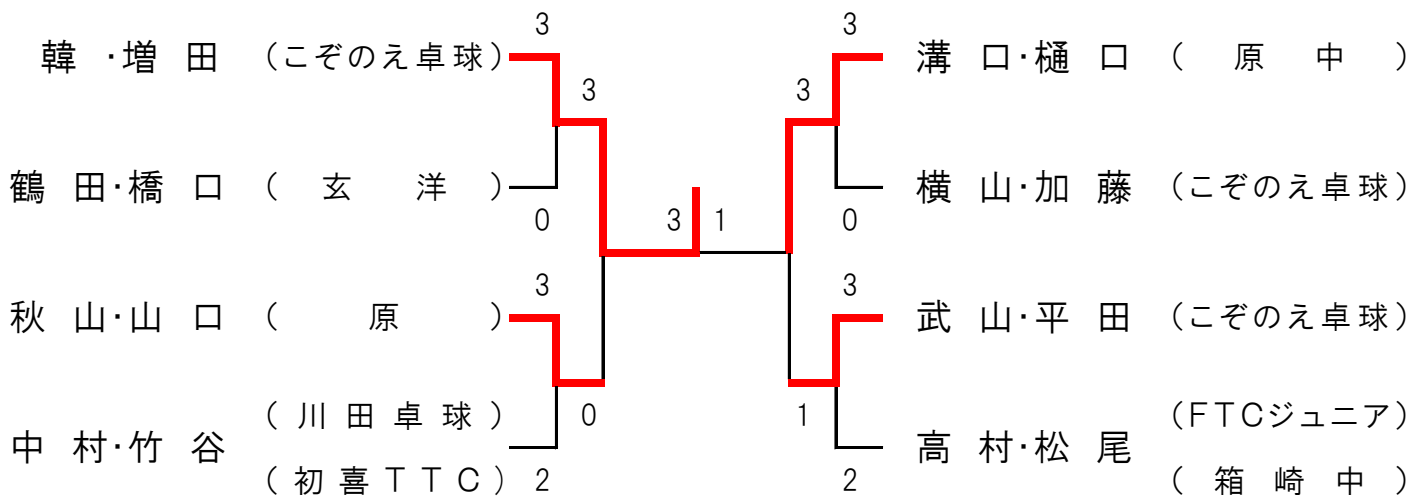 3 3
韓・増田 (こぞのえ卓球) 溝口・樋口 (原中)
3 3
鶴田・橋口 (玄洋) 横山・加藤 (こぞのえ卓球)
0 3 1 0
3 3
秋山・山口 (原) 武山・平田 (こぞのえ卓球)
(川田卓球) 0 1 (FTCジュニア)
中村・竹谷 高村・松尾
(初喜TTC) 2 2 (箱崎中)